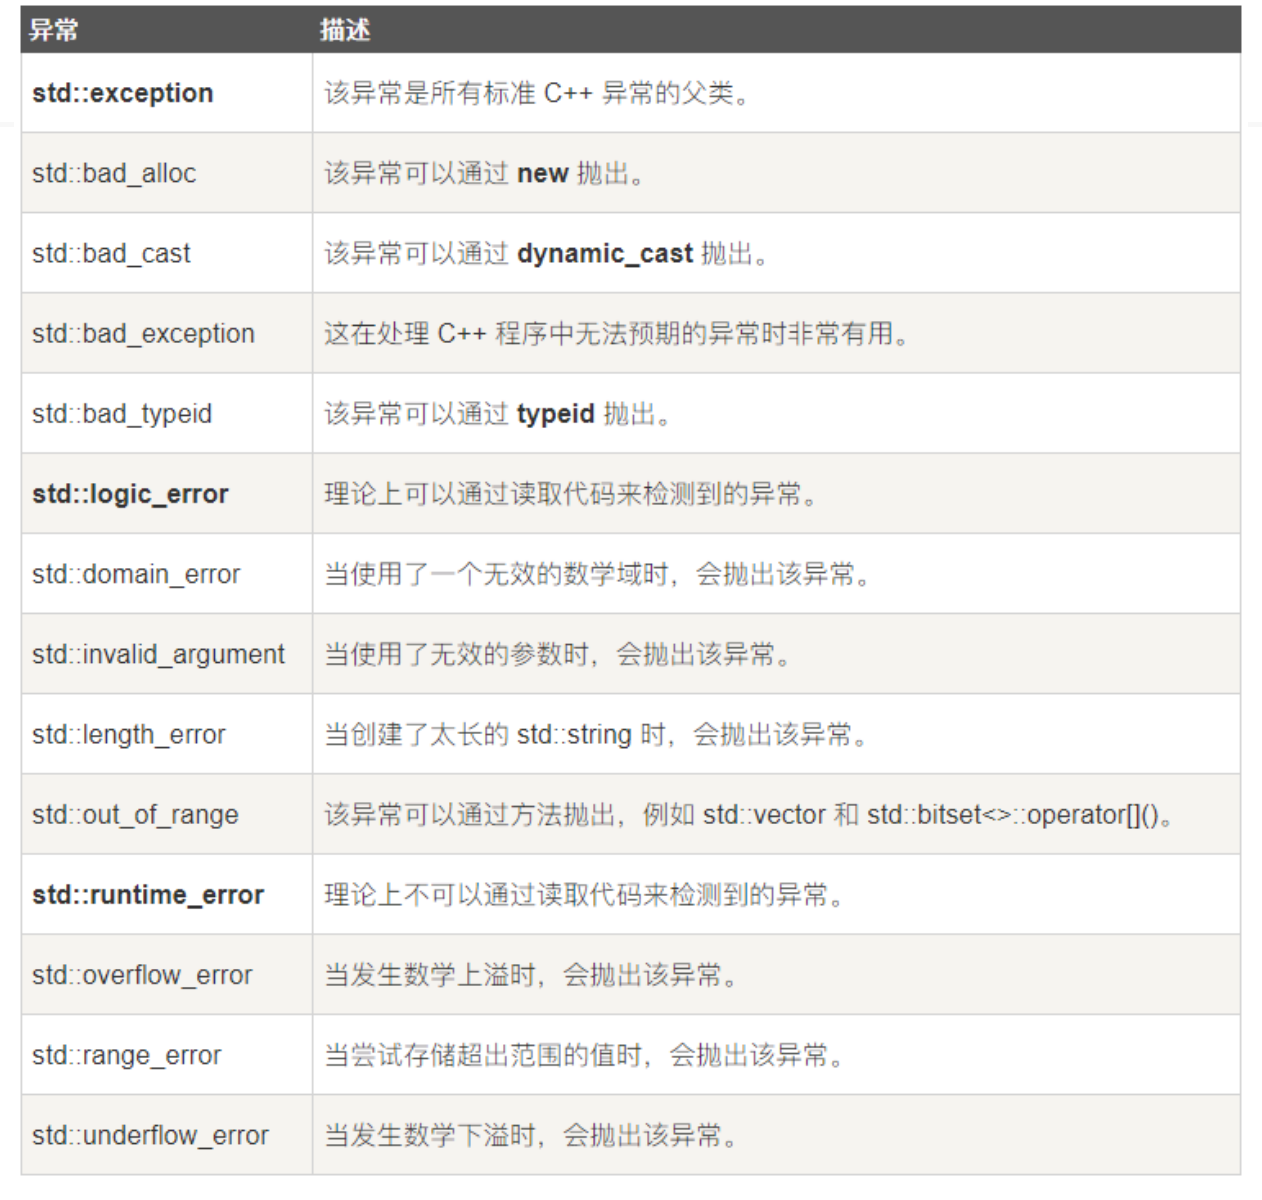 异常 描述
std::exception 该异常是所有标准 C++ 异常的父类。
std::bad_alloc 该异常可以通过 new 抛出。
std::bad_cast 该异常可以通过 dynamic_cast 抛出。
std::bad_exception 这在处理 C++ 程序中无法预期的异常时非常有用。
std::bad_typeid 该异常可以通过 typeid 抛出。
std::logic_error 理论上可以通过读取代码来检测到的异常。
std::domain_error 当使用了一个无效的数学域时，会抛出该异常。
std::invalid_argument 当使用了无效的参数时，会抛出该异常。
std::length_error 当创建了太长的 std::string 时，会抛出该异常。
std::out_of_range 该异常可以通过方法抛出，例如 std::vector 和 std::bitset<>::operator[]()。
std::runtime_error 理论上不可以通过读取代码来检测到的异常。
std::overflow_error 当发生数学上溢时，会抛出该异常。
std::range_error 当尝试存储超出范围的值时，会抛出该异常。
std::underflow_error 当发生数学下溢时，会抛出该异常。